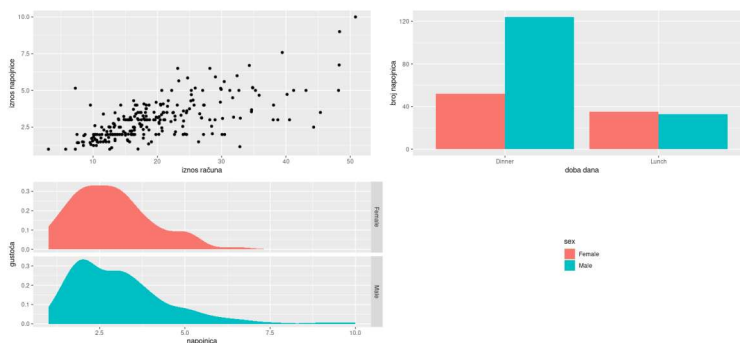 iznos napojnice
10.0
7.5
5.0
2.5
10
20
30
40
50
iznos računa
broj napojnica
120
80
40
0
Dinner
Lunch
doba dana
gustoća
0.3
0.2
0.1
0.0
Female
0.3
0.2
0.1
0.0
Male
2.5
5.0
7.5
10.0
napojnica
sex
Female
Male